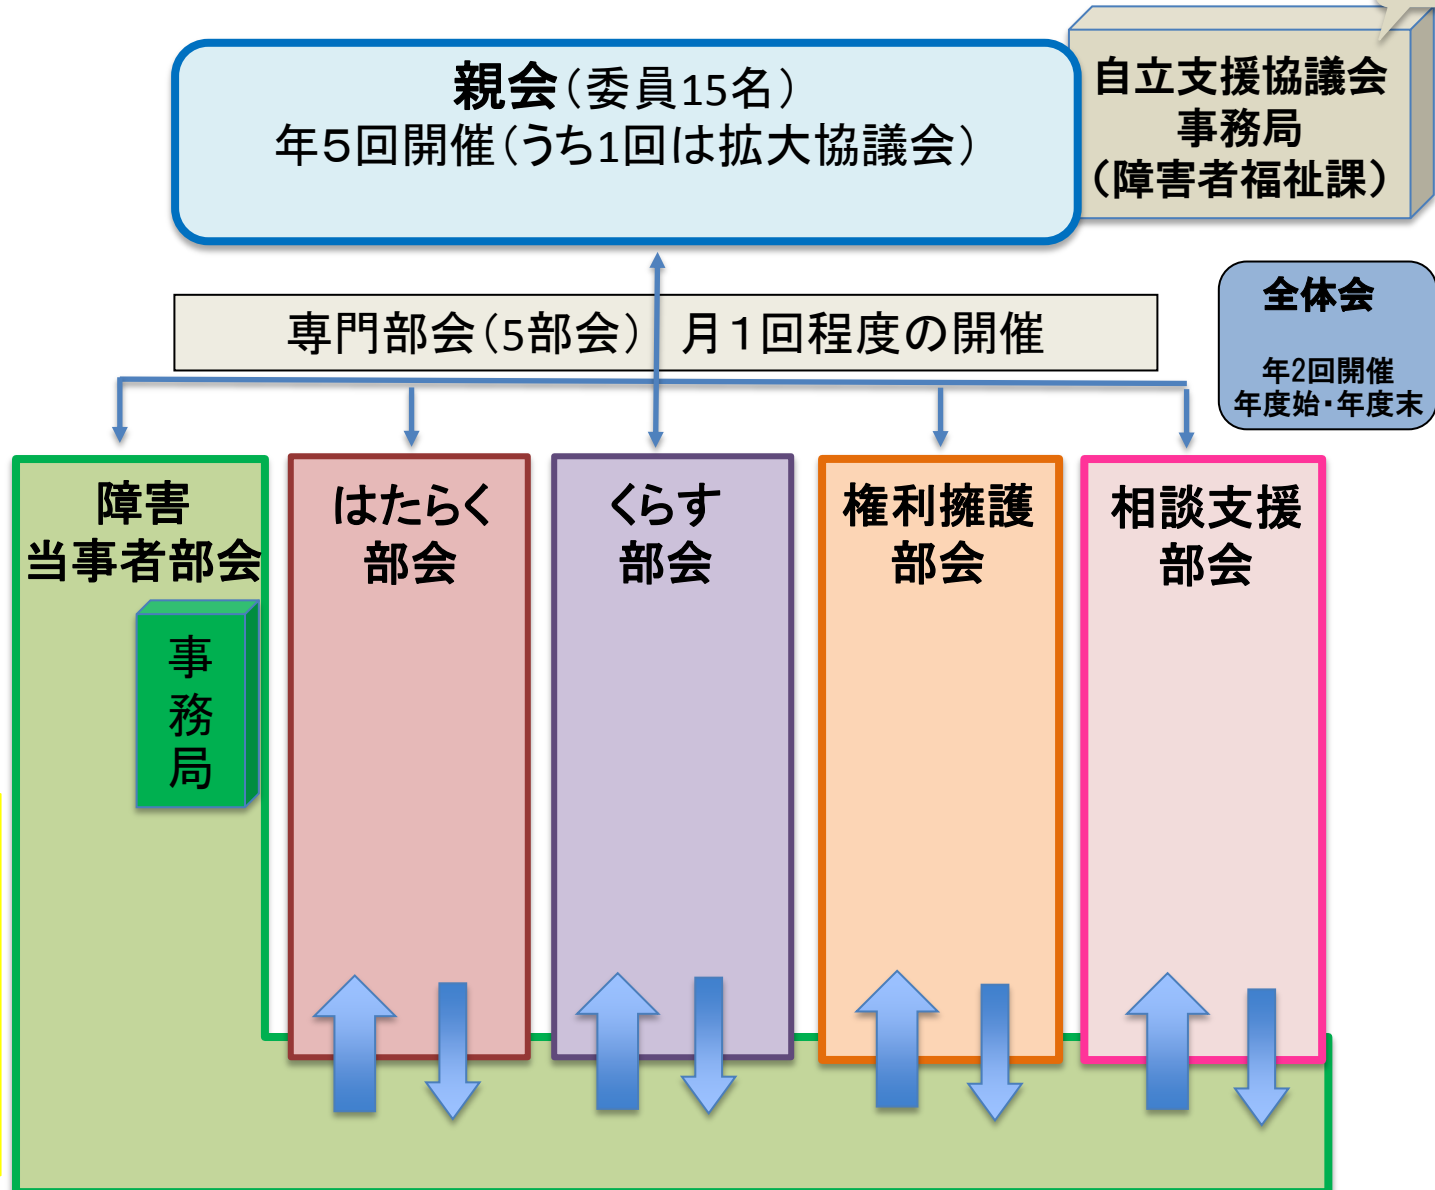 親会（委員15名）
年５回開催（うち1回は拡大協議会）
自立支援協議会
事務局
（障害者福祉課）
専門部会（5部会）　月１回程度の開催
全体会
年2回開催
年度始・年度末
障害
当事者部会
事
務
局
はたらく
部会
くらす
部会
権利擁護
部会
相談支援
部会